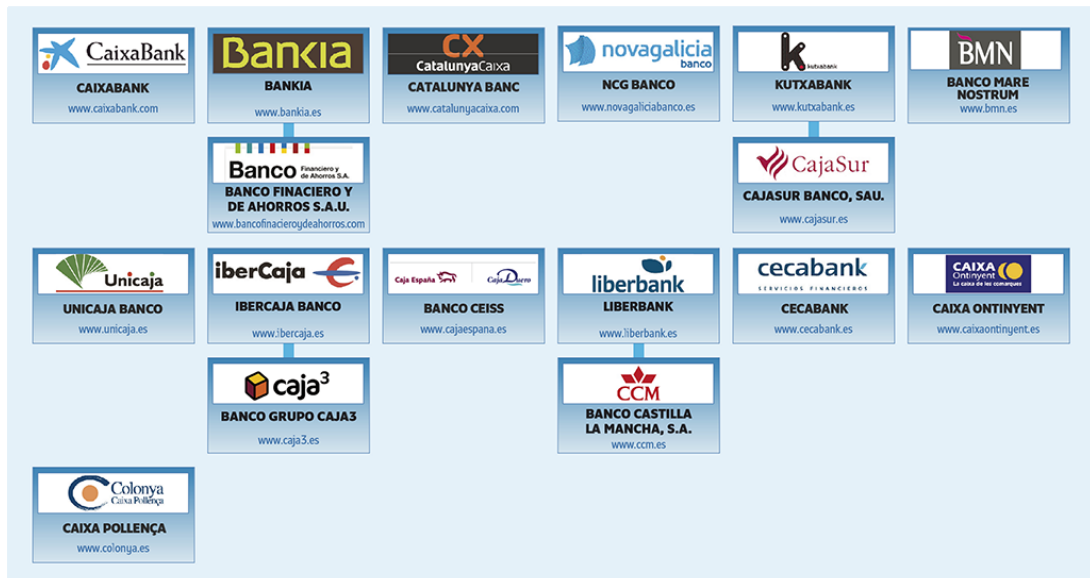 CaixaBank
CAIXABANK
www.caixabank.com
Bankia
BANKIA
www.bankia.es
CX
CatalunyaCaixa
CATALUNYA BANC
www.catalunyacaixa.com
novagalicia
banco
NCG BANCO
www.novagaliciabanco.es
k
kutxabank
KUTXABANK
www.kutxabank.es
BMN
BANCO MARE
NOSTRUM
www.bmn.es
Banco Financiero y
de Ahorros S.A.
BANCO FINACIERO Y
DE AHORROS S.A.U.
www.bancofinacieroydeahorros.com
CajaSur
CAJASUR BANCO, SAU.
www.cajasur.es
Unicaja
UNICAJA BANCO
www.unicaja.es
iberCaja
IBERCAJA BANCO
www.ibercaja.es
Caja España
CajaDuero
BANCO CEISS
www.cajaespana.es
liberbank
LIBERBANK
www.liberbank.es
cecabank
SERVICIOS FINANCIEROS
CECABANK
www.cecabank.es
CAIXA
Ontinyent
La caixa de les comarques
CAIXA ONTINYENT
www.caixaontinyent.es
caja3
BANCO GRUPO CAJA3
www.caja3.es
CCM
BANCO CASTILLA
LA MANCHA, S.A.
www.ccm.es
Colonya
Caixa Pollença
CAIXA POLLENÇA
www.colonya.es